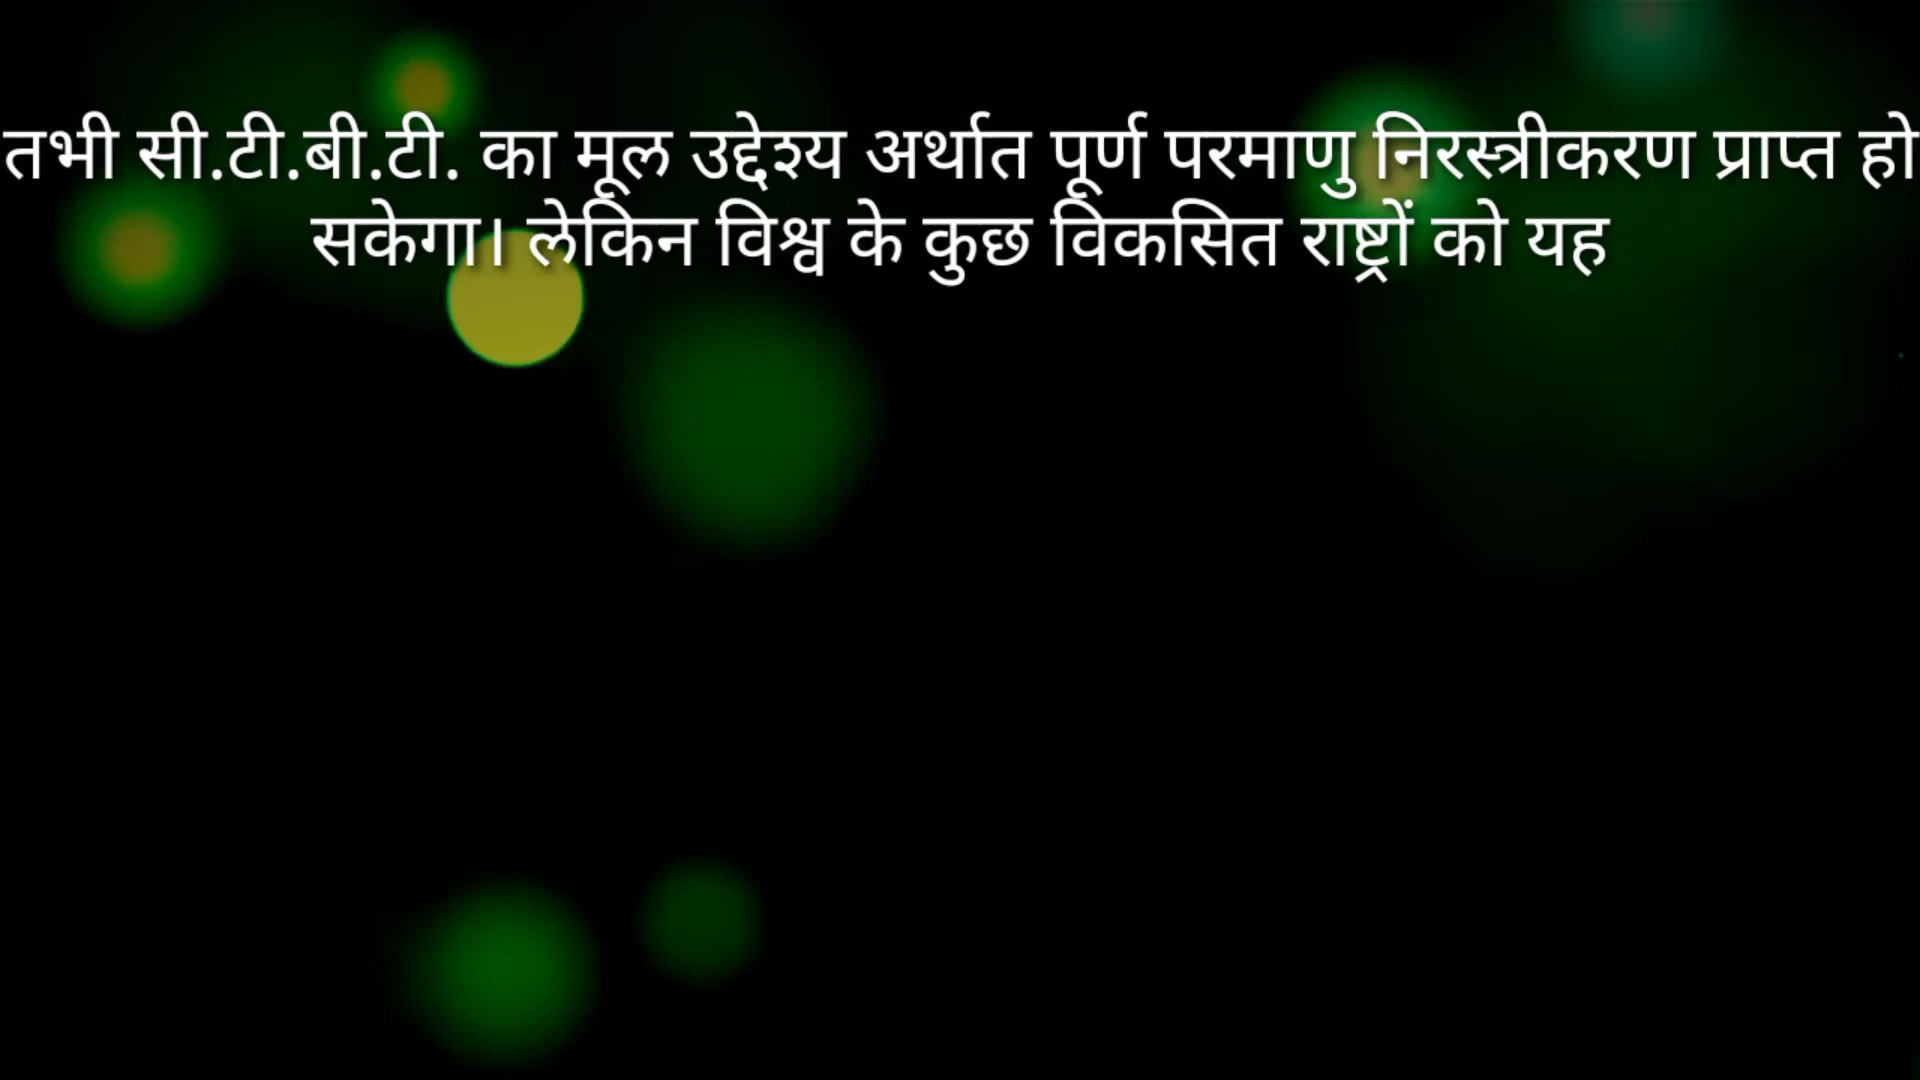 तभी सी.टी.बी.टी. का मूल उद्देश्य अर्थात पूर्ण परमाणु निरस्त्रीकरण प्राप्त हो
सकेगा। लेकिन विश्व के कुछ विकसित राष्ट्रों को यह